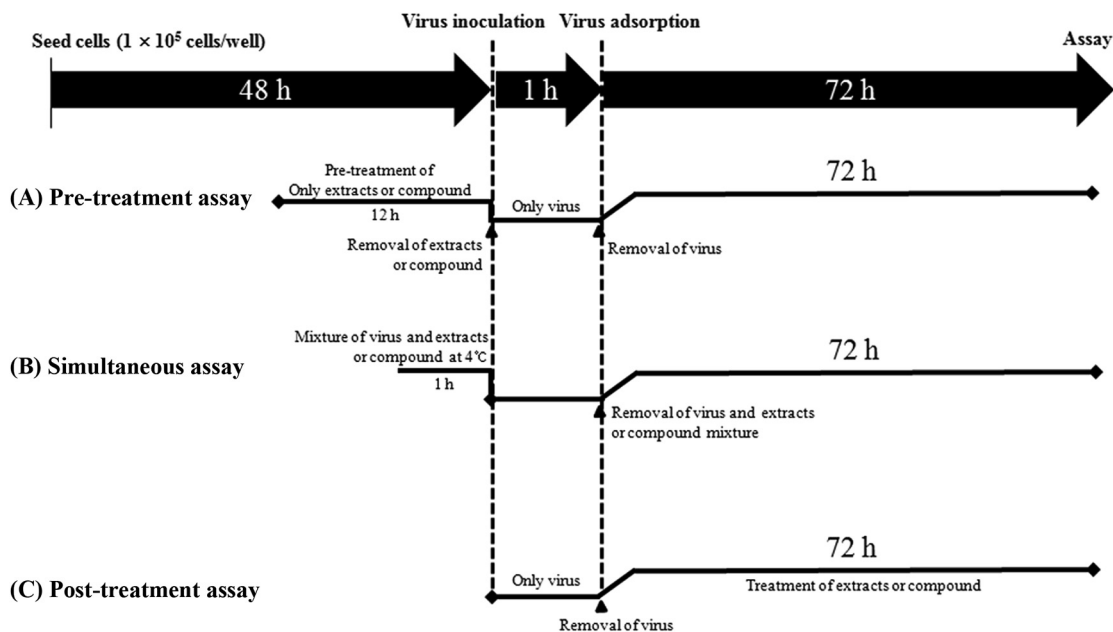 Virus inoculation Virus adsorption
Seed cells (1 × 10⁵ cells/well)
Assay
48 h
1 h
72 h
(A) Pre-treatment assay
Pre-treatment of
Only extracts or compound
12 h
Only virus
72 h
Removal of extracts
or compound
Removal of virus
(B) Simultaneous assay
Mixture of virus and extracts
or compound at 4℃
1 h
72 h
Removal of virus and extracts
or compound mixture
(C) Post-treatment assay
Only virus
72 h
Treatment of extracts or compound
Removal of virus